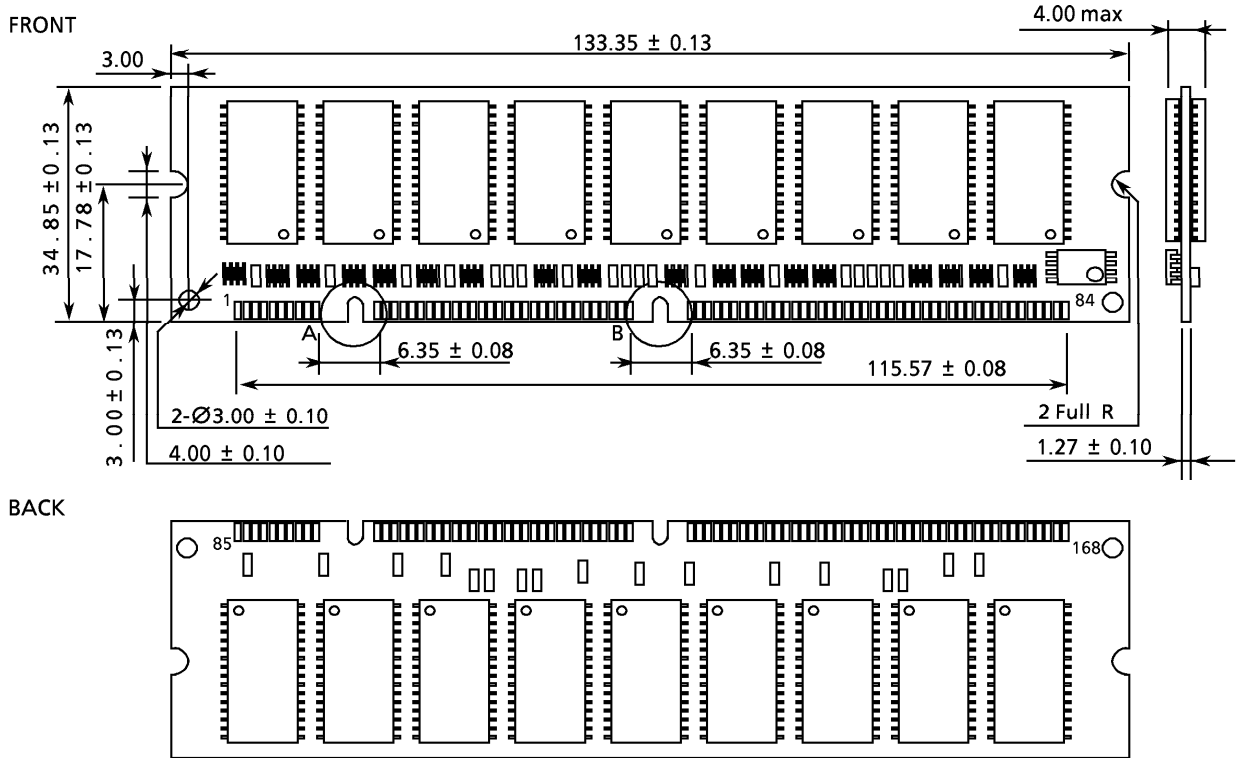 FRONT
4.00 max
133.35 ± 0.13
3.00
34.85 ± 0.13
17.78 ± 0.13
1
84
A
B
6.35 ± 0.08
6.35 ± 0.08
115.57 ± 0.08
3.00 ± 0.13
2-Ø3.00 ± 0.10
2 Full R
4.00 ± 0.10
1.27 ± 0.10
BACK
85
168